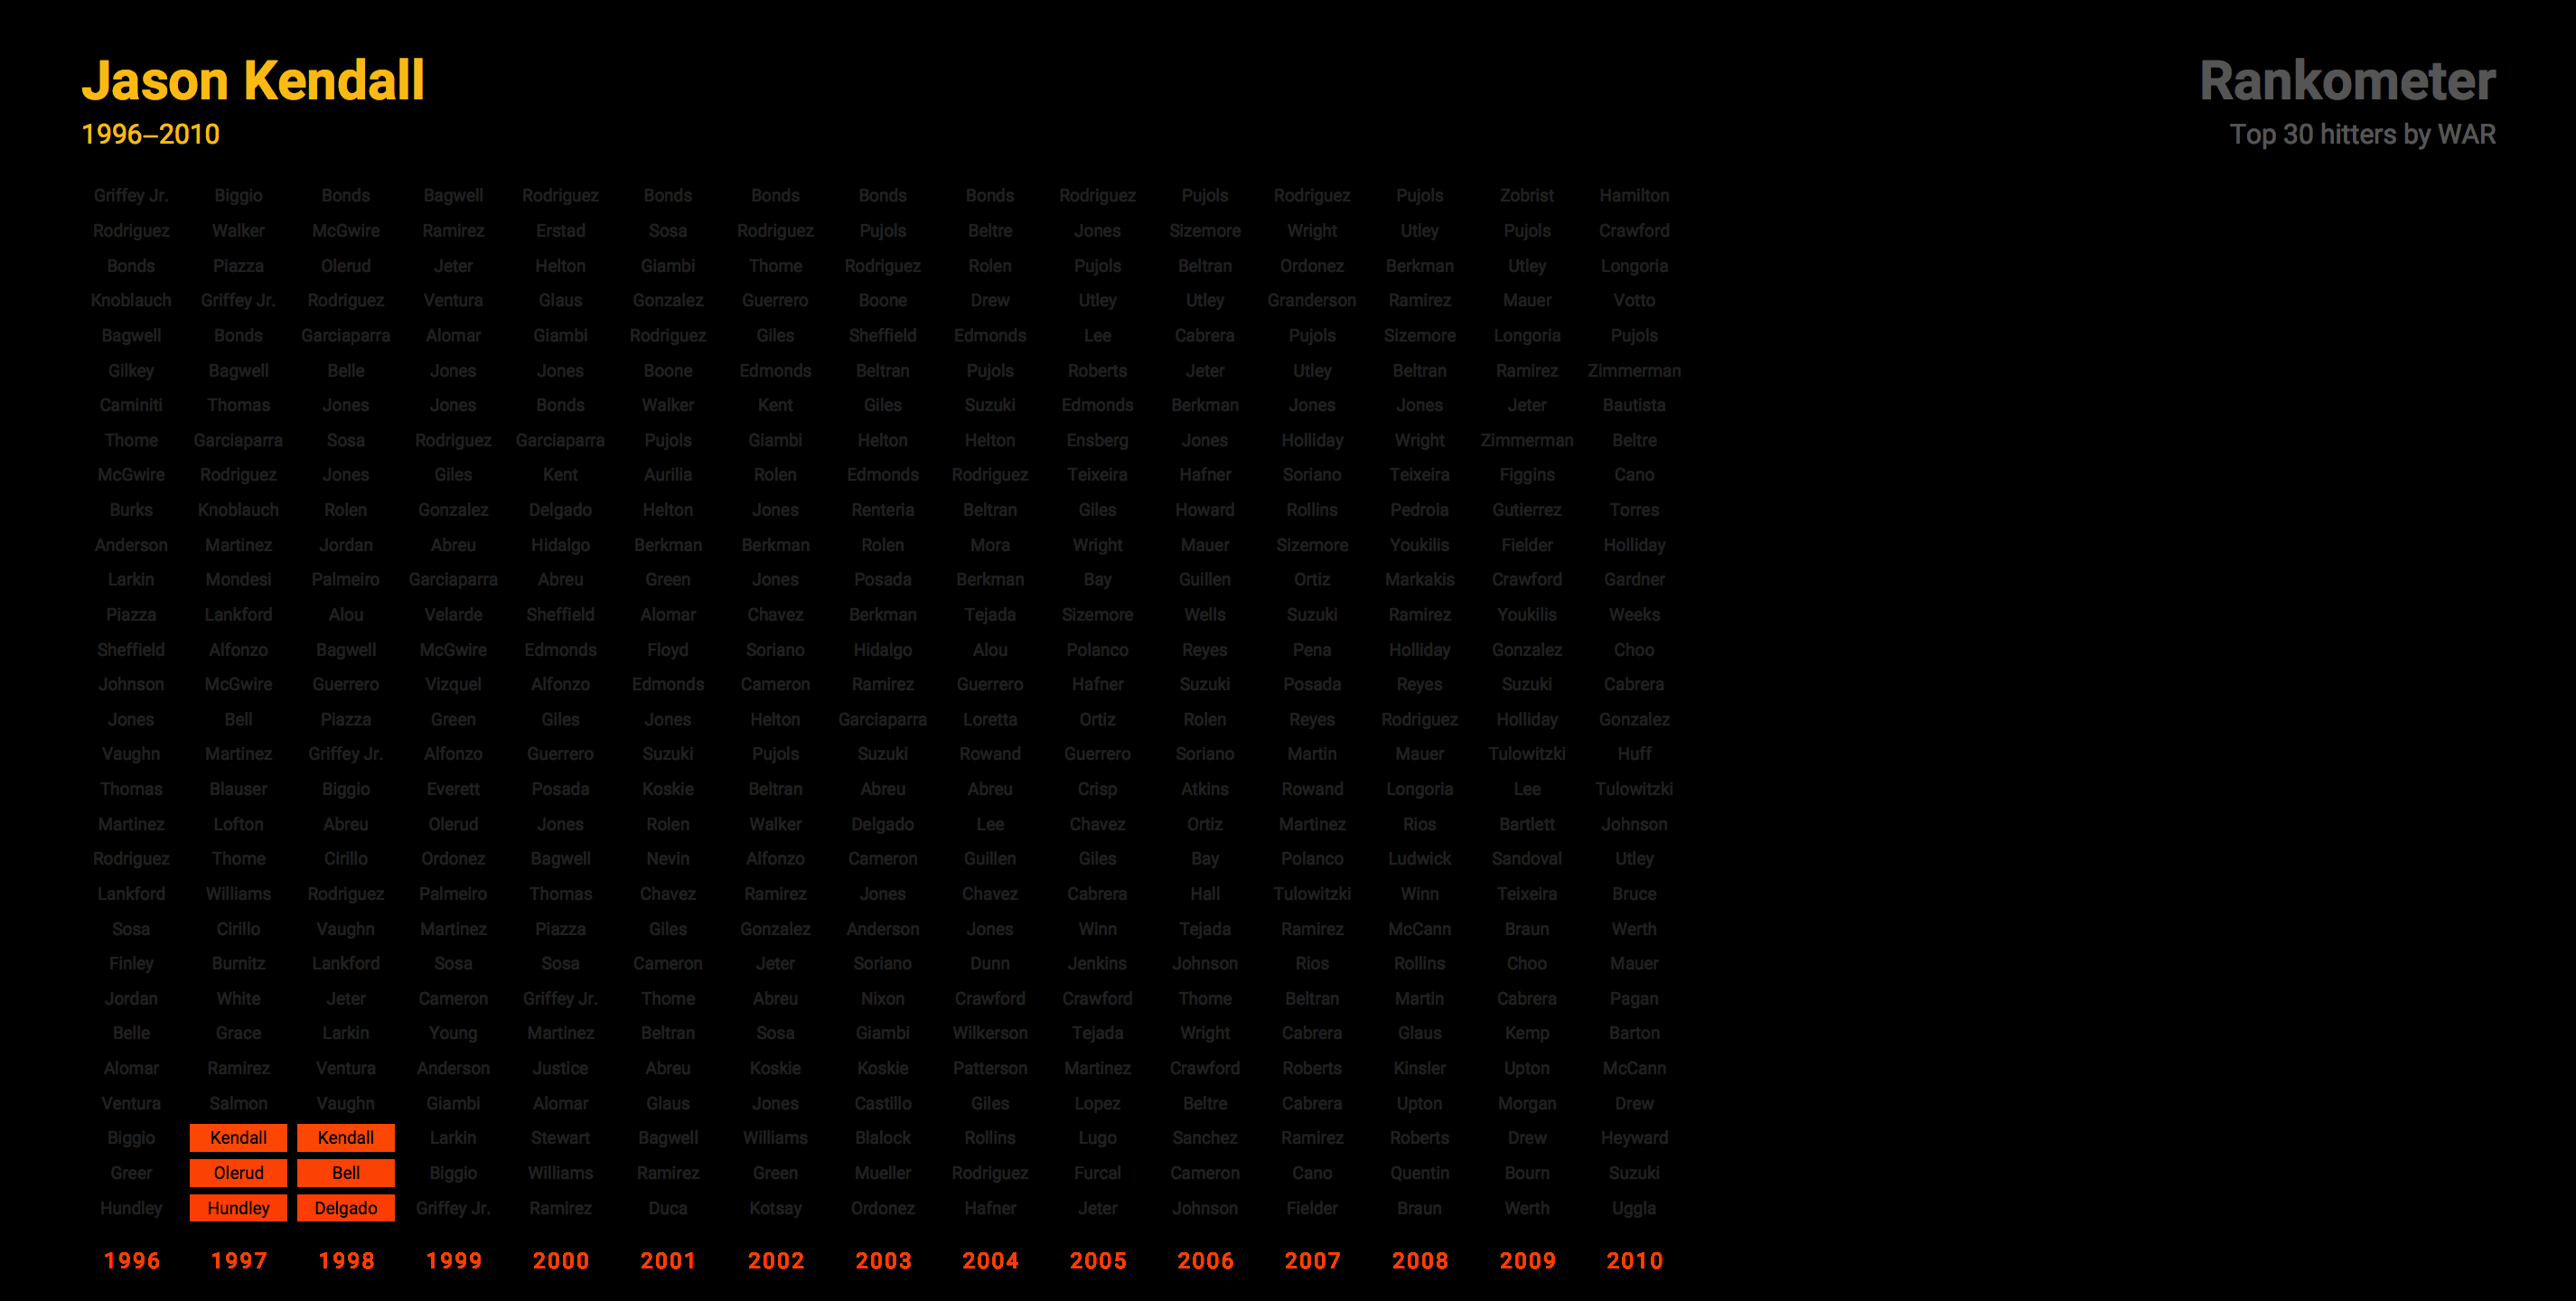 Jason Kendall
1996–2010
Rankometer
Top 30 hitters by WAR
Griffey Jr. Biggio Bonds Bagwell Rodriguez Bonds Bonds Bonds Bonds Rodriguez Pujols Rodriguez Pujols Zobrist Hamilton
Rodriguez Walker McGwire Ramirez Erstad Sosa Rodriguez Pujols Beltre Jones Sizemore Wright Utley Pujols Crawford
Bonds Piazza Olerud Jeter Helton Giambi Thome Rodriguez Rolen Pujols Beltran Ordonez Berkman Utley Longoria
Knoblauch Griffey Jr. Rodriguez Ventura Glaus Gonzalez Guerrero Boone Drew Utley Utley Granderson Ramirez Mauer Votto
Bagwell Bonds Garciaparra Alomar Giambi Rodriguez Giles Sheffield Edmonds Lee Cabrera Pujols Sizemore Longoria Pujols
Gilkey Bagwell Belle Jones Jones Boone Edmonds Beltran Pujols Roberts Jeter Utley Beltran Ramirez Zimmerman
Caminiti Thomas Jones Jones Bonds Walker Kent Giles Suzuki Edmonds Berkman Jones Jones Jeter Bautista
Thome Garciaparra Sosa Rodriguez Garciaparra Pujols Giambi Helton Helton Ensberg Jones Holliday Wright Zimmerman Beltre
McGwire Rodriguez Jones Giles Kent Aurilia Rolen Edmonds Rodriguez Teixeira Hafner Soriano Teixeira Figgins Cano
Burks Knoblauch Rolen Gonzalez Delgado Helton Jones Renteria Beltran Giles Howard Rollins Pedroia Gutierrez Torres
Anderson Martinez Jordan Abreu Hidalgo Berkman Berkman Rolen Mora Wright Mauer Sizemore Youkilis Fielder Holliday
Larkin Mondesi Palmeiro Garciaparra Abreu Green Jones Posada Berkman Bay Guillen Ortiz Markakis Crawford Gardner
Piazza Lankford Alou Velarde Sheffield Alomar Chavez Berkman Tejada Sizemore Wells Suzuki Ramirez Youkilis Weeks
Sheffield Alfonzo Bagwell McGwire Edmonds Floyd Soriano Hidalgo Alou Polanco Reyes Pena Holliday Gonzalez Choo
Johnson McGwire Guerrero Vizquel Alfonzo Edmonds Cameron Ramirez Guerrero Hafner Suzuki Posada Reyes Suzuki Cabrera
Jones Bell Piazza Green Giles Jones Helton Garciaparra Loretta Ortiz Rolen Reyes Rodriguez Holliday Gonzalez
Vaughn Martinez Griffey Jr. Alfonzo Guerrero Suzuki Pujols Suzuki Rowand Guerrero Soriano Martin Mauer Tulowitzki Huff
Thomas Blauser Biggio Everett Posada Koskie Beltran Abreu Abreu Crisp Atkins Rowand Longoria Lee Tulowitzki
Martinez Lofton Abreu Olerud Jones Rolen Walker Delgado Lee Chavez Ortiz Martinez Rios Bartlett Johnson
Rodriguez Thome Cirillo Ordonez Bagwell Nevin Alfonzo Cameron Guillen Giles Bay Polanco Ludwick Sandoval Utley
Lankford Williams Rodriguez Palmeiro Thomas Chavez Ramirez Jones Chavez Cabrera Hall Tulowitzki Winn Teixeira Bruce
Sosa Cirillo Vaughn Martinez Piazza Giles Gonzalez Anderson Jones Winn Tejada Ramirez McCann Braun Werth
Finley Burnitz Lankford Sosa Sosa Cameron Jeter Soriano Dunn Jenkins Johnson Rios Rollins Choo Mauer
Jordan White Jeter Cameron Griffey Jr. Thome Abreu Nixon Crawford Crawford Thome Beltran Martin Cabrera Pagan
Belle Grace Larkin Young Martinez Beltran Sosa Giambi Wilkerson Tejada Wright Cabrera Glaus Kemp Barton
Alomar Ramirez Ventura Anderson Justice Abreu Koskie Koskie Patterson Martinez Crawford Roberts Kinsler Upton McCann
Ventura Salmon Vaughn Giambi Alomar Glaus Jones Castillo Giles Lopez Beltre Cabrera Upton Morgan Drew
Biggio Kendall Kendall Larkin Stewart Bagwell Williams Blalock Rollins Lugo Sanchez Ramirez Roberts Drew Heyward
Greer Olerud Bell Biggio Williams Ramirez Green Mueller Rodriguez Furcal Cameron Cano Quentin Bourn Suzuki
Hundley Hundley Delgado Griffey Jr. Ramirez Duca Kotsay Ordonez Hafner Jeter Johnson Fielder Braun Werth Uggla
1996 1997 1998 1999 2000 2001 2002 2003 2004 2005 2006 2007 2008 2009 2010